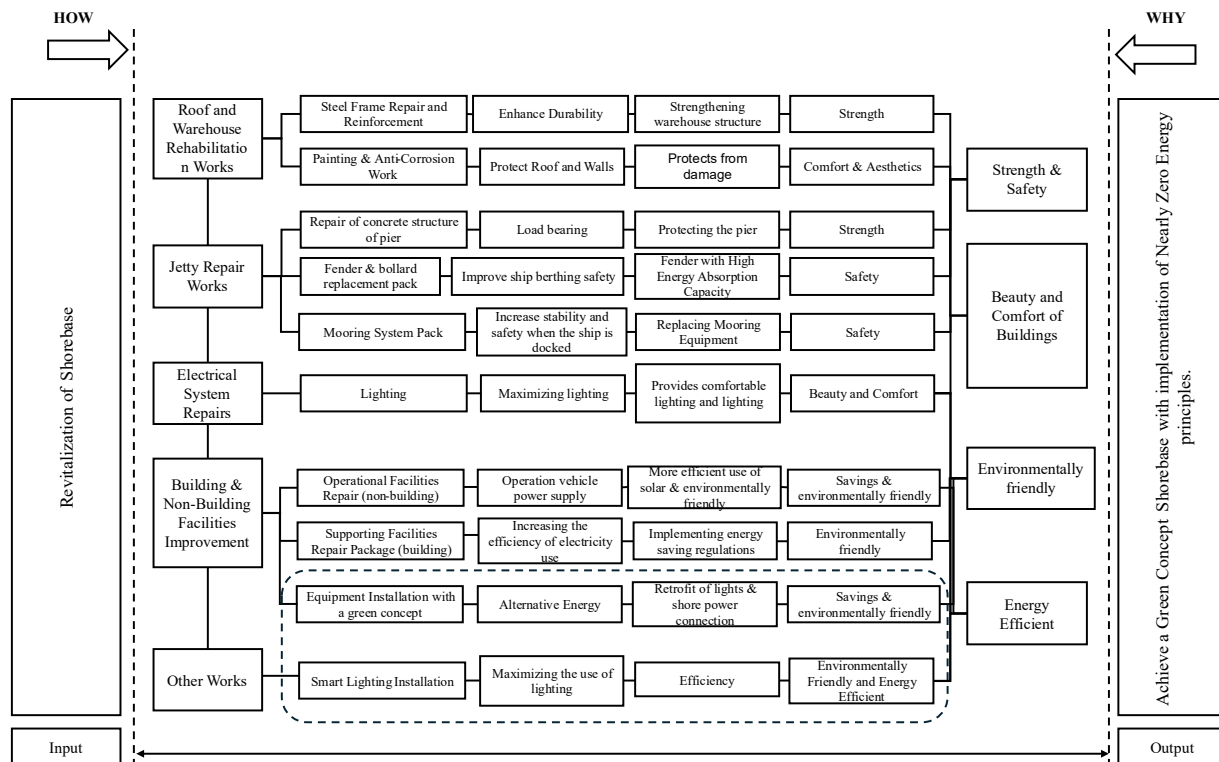 HOW
WHY
Revitalization of Shorebase
Roof and
Warehouse
Rehabilitatio
n Works
Steel Frame Repair and
Reinforcement
Enhance Durability
Strengthening
warehouse structure
Strength
Painting & Anti-Corrosion
Work
Protect Roof and Walls
Protects from
damage
Comfort & Aesthetics
Jetty Repair
Works
Repair of concrete structure
of pier
Load bearing
Protecting the pier
Strength
Fender & bollard
replacement pack
Improve ship berthing safety
Fender with High
Energy Absorption
Capacity
Safety
Mooring System Pack
Increase stability and
safety when the ship is
docked
Replacing Mooring
Equipment
Safety
Electrical
System
Repairs
Lighting
Maximizing lighting
Provides comfortable
lighting and lighting
Beauty and Comfort
Building &
Non-Building
Facilities
Improvement
Operational Facilities
Repair (non-building)
Operation vehicle
power supply
More efficient use of
solar & environmentally
friendly
Savings &
environmentally friendly
Supporting Facilities
Repair Package (building)
Increasing the
efficiency of electricity
use
Implementing energy
saving regulations
Environmentally
friendly
Equipment Installation with
a green concept
Alternative Energy
Retrofit of lights &
shore power
connection
Savings &
environmentally friendly
Other Works
Smart Lighting Installation
Maximizing the use of
lighting
Efficiency
Environmentally
Friendly and Energy
Efficient
Strength &
Safety
Beauty and
Comfort of
Buildings
Environmentally
friendly
Energy
Efficient
Achieve a Green Concept Shorebase with implementation of Nearly Zero Energy
principles.
Input
Output